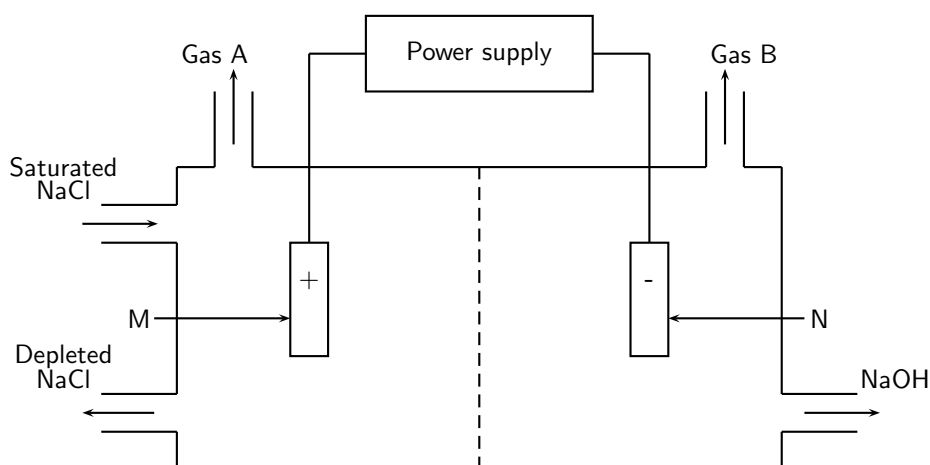 Power supply
Gas A
Gas B
Saturated
NaCl
+
-
M
N
Depleted
NaCl
NaOH